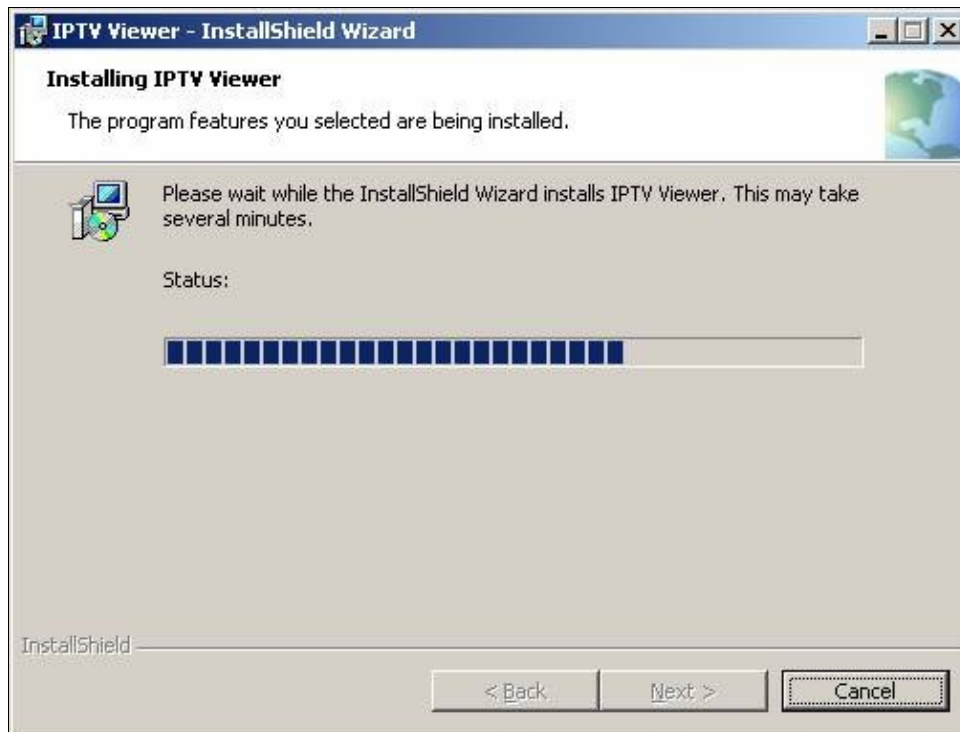 IPTV Viewer - InstallShield Wizard
Installing IPTV Viewer
The program features you selected are being installed.
Please wait while the InstallShield Wizard installs IPTV Viewer. This may take
several minutes.
Status:
InstallShield
< Back
Next >
Cancel